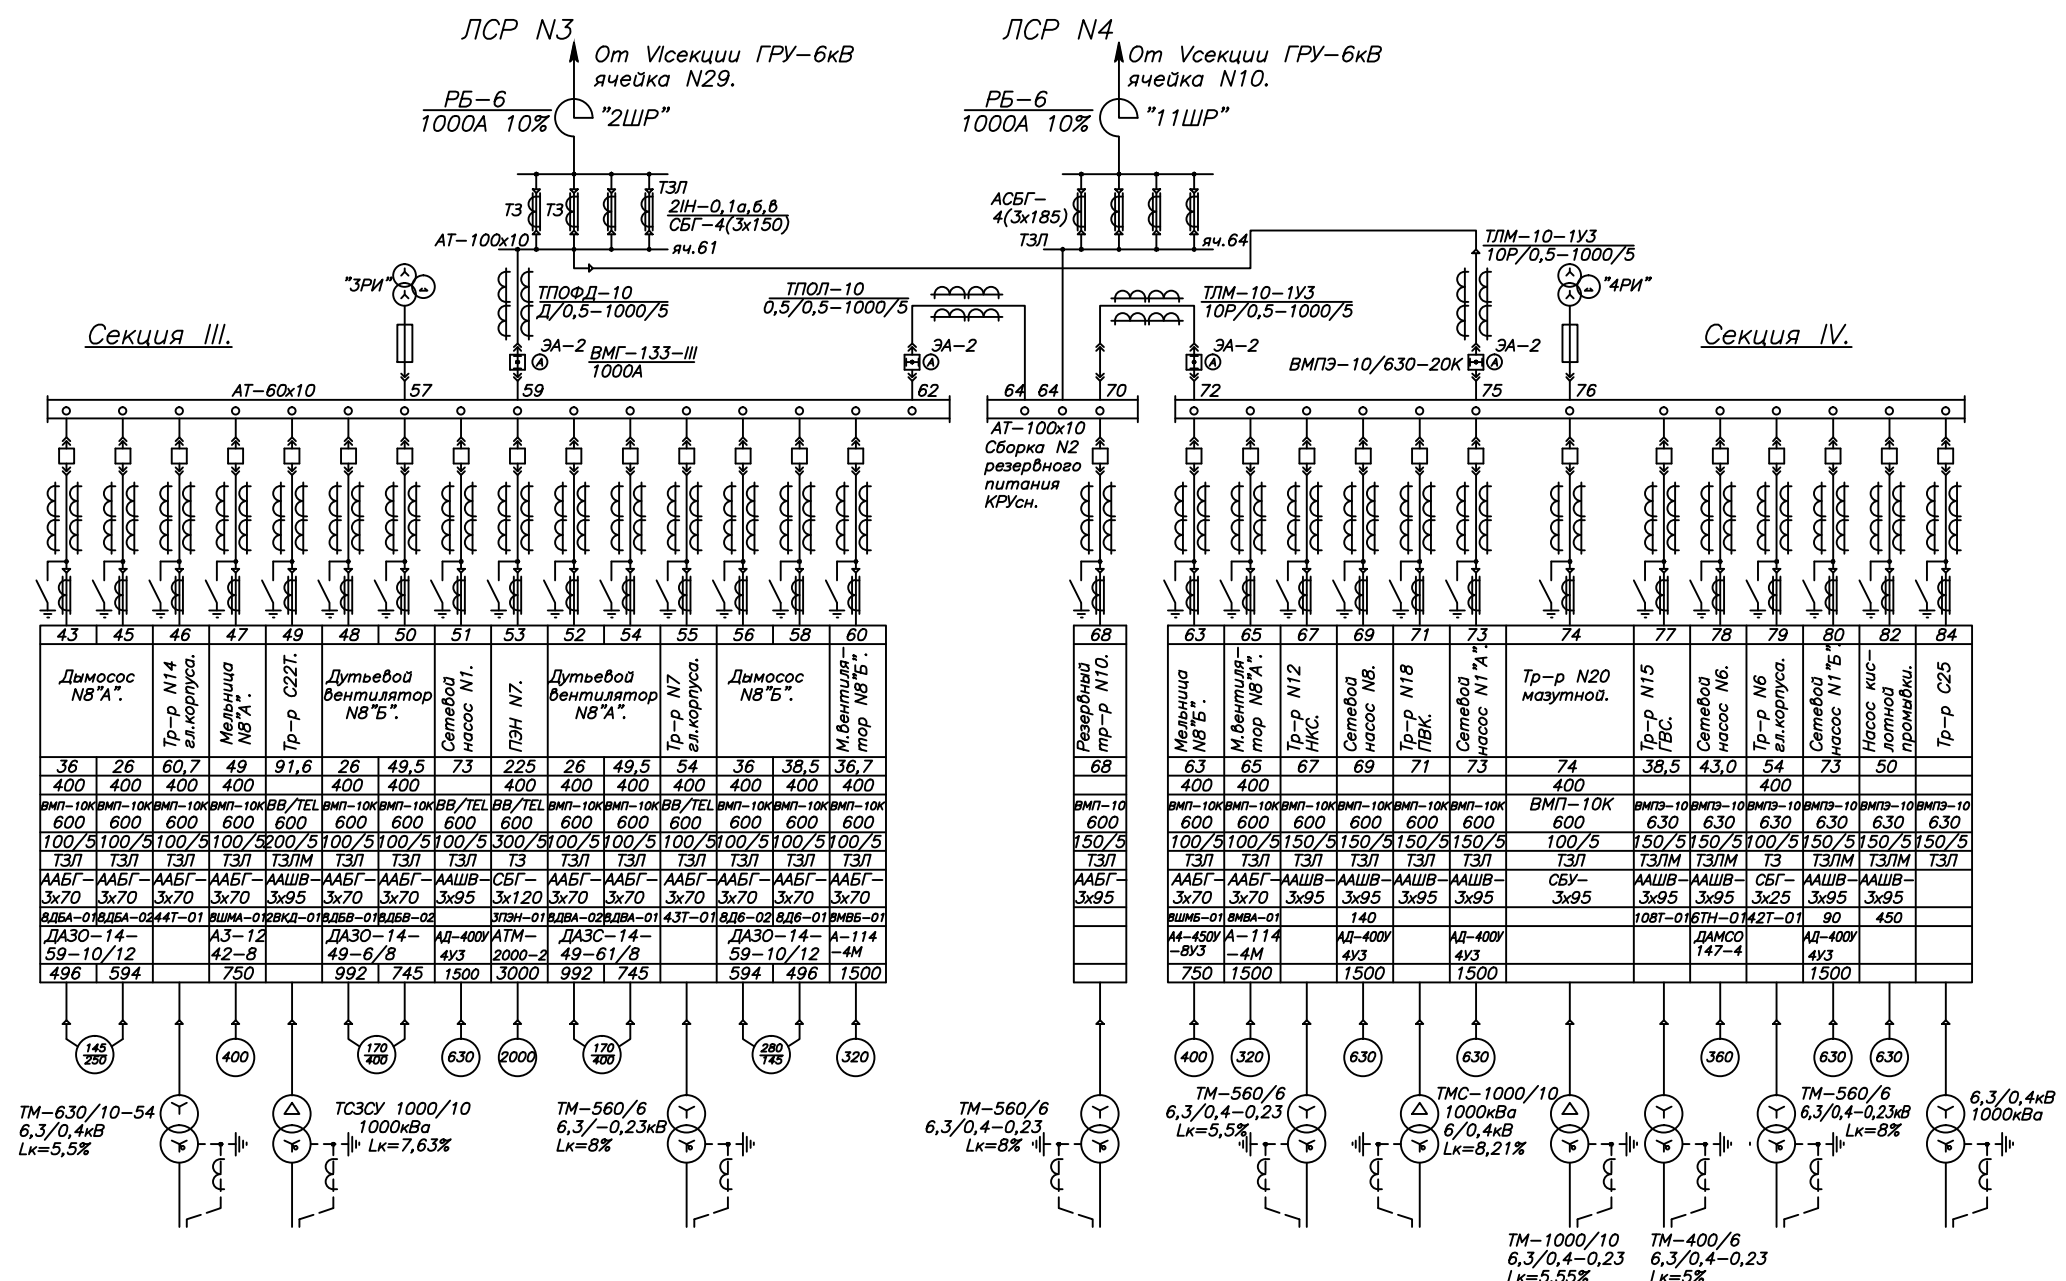 ЛСР N3
От VIсекции ГРУ-6кВ
ячейка N29.
РБ-6
1000А 10%
"2ШР"
ЛСР N4
От Vсекции ГРУ-6кВ
ячейка N10.
РБ-6
1000А 10%
"11ШР"
ТЗ
ТЗ
ТЗЛ
2IН-0,1а,б,в
СБГ-4(3х150)
АТ-100х10
яч.61
АСБГ-
4(3х185)
ТЗЛ
яч.64
ТЛМ-10-1У3
10Р/0,5-1000/5
"3РИ"
ТПОФД-10
Д/0,5-1000/5
ТПОЛ-10
0,5/0,5-1000/5
ТЛМ-10-1У3
10Р/0,5-1000/5
"4РИ"
Секция III.
ЭА-2
А
ВМГ-133-III
1000А
А
ЭА-2
А
ЭА-2
ВМПЭ-10/630-20К
А
ЭА-2
Секция IV.
АТ-60х10
57
59
62
64
64
70
72
75
76
АТ-100х10
Сборка N2
резервного
питания
КРУсн.
43 45 46 47 49 48 50 51 53 52 54 55 56 58 60
Дымосос
N8"А".
Тр-р N14
гл.корпуса.
Мельница
N8"А".
Тр-р С22Т.
Дутьевой
вентилятор
N8"Б".
Сетевой
насос N1.
ПЭН N7.
Дутьевой
вентилятор
N8"А".
Тр-р N7
гл.корпуса.
Дымосос
N8"Б".
М.вентиля-
тор N8"Б".
36 26 60,7 49 91,6 26 49,5 73 225 26 49,5 54 36 38,5 36,7
400 400 400 400 400 400 400 400 400 400 400 400
ВМП-10К ВМП-10К ВМП-10К ВМП-10К ВВ/TEL ВМП-10К ВМП-10К ВВ/TEL ВВ/TEL ВМП-10К ВМП-10К ВВ/TEL ВМП-10К ВМП-10К ВМП-10К
600 600 600 600 600 600 600 600 600 600 600 600 600 600 600
100/5 100/5 100/5 100/5 200/5 100/5 100/5 100/5 300/5 100/5 100/5 100/5 100/5 100/5 100/5
ТЗЛ ТЗЛ ТЗЛ ТЗЛ ТЗЛМ ТЗЛ ТЗЛ ТЗЛ ТЗ ТЗЛ ТЗЛ ТЗЛ ТЗЛ ТЗЛ ТЗЛ
ААБГ- ААБГ- ААБГ- ААБГ- ААШВ- ААБГ- ААБГ- ААШВ- СБГ- ААБГ- ААБГ- ААБГ- ААБГ- ААБГ- ААБГ-
3х70 3х70 3х70 3х70 3х95 3х70 3х70 3х95 3х120 3х70 3х70 3х70 3х70 3х70 3х70
8ДБА-01 8ДБА-02 44Т-01 8ШМА-01 2ВКД-01 8ДБВ-01 8ДБВ-02 3ПЭН-01 8ДВА-02 8ДВА-01 43Т-01 8Д6-02 8Д6-01 8МВБ-01
ДАЗО-14-
59-10/12
А3-12
42-8
ДАЗО-14-
49-6/8
АД-400У
4У3
АТМ-
2000-2
ДАЗС-14-
49-61/8
ДАЗО-14-
59-10/12
А-114
-4М
496 594 750 992 745 1500 3000 992 745 594 496 1500
68
Резервный
тр-р N10.
68
ВМП-10
600
150/5
ТЗЛ
ААБГ-
3х95
63 65 67 69 71 73 74 77 78 79 80 82 84
Мельница
N8"Б".
М.вентиля-
тор N8"А".
Тр-р N12
НКС.
Сетевой
насос N8.
Тр-р N18
ПВК.
Сетевой
насос N1"А".
Тр-р N20
мазутной.
Тр-р N15
ГВС.
Сетевой
насос N6.
Тр-р N6
гл.корпуса.
Сетевой
насос N1"Б".
Насос кис-
лотной
промывки.
Тр-р С25
63 65 67 69 71 73 74 38,5 43,0 54 73 50
400 400 400 400
ВМП-10К ВМП-10К ВМП-10К ВМП-10К ВМП-10К ВМП-10К ВМП-10К ВМПЭ-10 ВМПЭ-10 ВМПЭ-10 ВМПЭ-10 ВМПЭ-10 ВМПЭ-10
600 600 600 600 600 600 600 630 630 630 630 630 630
100/5 100/5 150/5 150/5 150/5 150/5 100/5 150/5 150/5 100/5 150/5 150/5 150/5
ТЗЛ ТЗЛ ТЗЛ ТЗЛ ТЗЛ ТЗЛ ТЗЛ ТЗЛМ ТЗЛМ ТЗ ТЗЛМ ТЗЛМ ТЗЛ
ААБГ- ААБГ- ААШВ- ААШВ- ААШВ- ААШВ- СБУ- ААШВ- ААШВ- СБГ- ААШВ- ААШВ-
3х70 3х70 3х95 3х95 3х95 3х95 3х95 3х95 3х95 3х25 3х95 3х95
8ШМБ-01 8МВА-01 140 108Т-01 6ТН-01 42Т-01 90 450
А4-450У
-8У3
А-114
-4М
АД-400У
4У3
АД-400У
4У3
ДАМСО
147-4
АД-400У
4У3
750 1500 1500 1500 1500
145
250
400
170
400
630
2000
170
400
280
145
320
400
320
630
630
360
630
630
ТМ-630/10-54
6,3/0,4кВ
Lк=5,5%
ТСЗСУ 1000/10
1000кВа
Lк=7,63%
ТМ-560/6
6,3/-0,23кВ
Lк=8%
ТМ-560/6
6,3/0,4-0,23
Lк=8%
ТМ-560/6
6,3/0,4-0,23
Lк=5,5%
ТМС-1000/10
1000кВа
6/0,4кВ
Lк=8,21%
ТМ-560/6
6,3/0,4-0,23кВ
Lк=8%
6,3/0,4кВ
1000кВа
ТМ-1000/10
6,3/0,4-0,23
Lк=5,55%
ТМ-400/6
6,3/0,4-0,23
Lк=5%